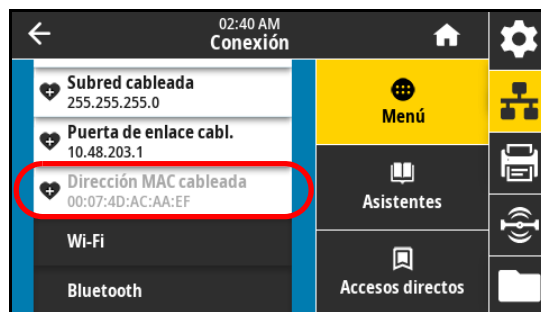 02:40 AM
Conexión
Subred cableada
255.255.255.0
Puerta de enlace cabl.
10.48.203.1
Dirección MAC cableada
00:07:4D:AC:AA:EF
Wi-Fi
Bluetooth
Menú
Asistentes
Accesos directos